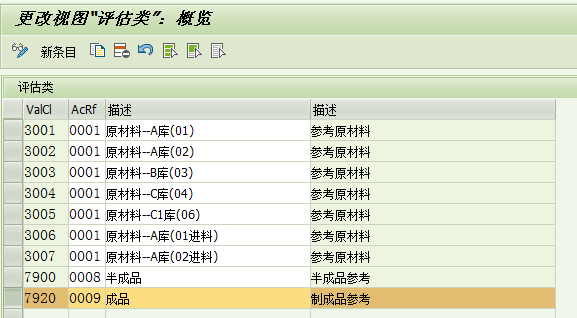 更改视图"评估类": 概览
新条目
评估类
ValCl AcRf 描述 描述
3001 0001 原材料--A库(01) 参考原材料
3002 0001 原材料--A库(02) 参考原材料
3003 0001 原材料--B库(03) 参考原材料
3004 0001 原材料--C库(04) 参考原材料
3005 0001 原材料--C1库(06) 参考原材料
3006 0001 原材料--A库(01进料) 参考原材料
3007 0001 原材料--A库(02进料) 参考原材料
7900 0008 半成品 半成品参考
7920 0009 成品 制成品参考